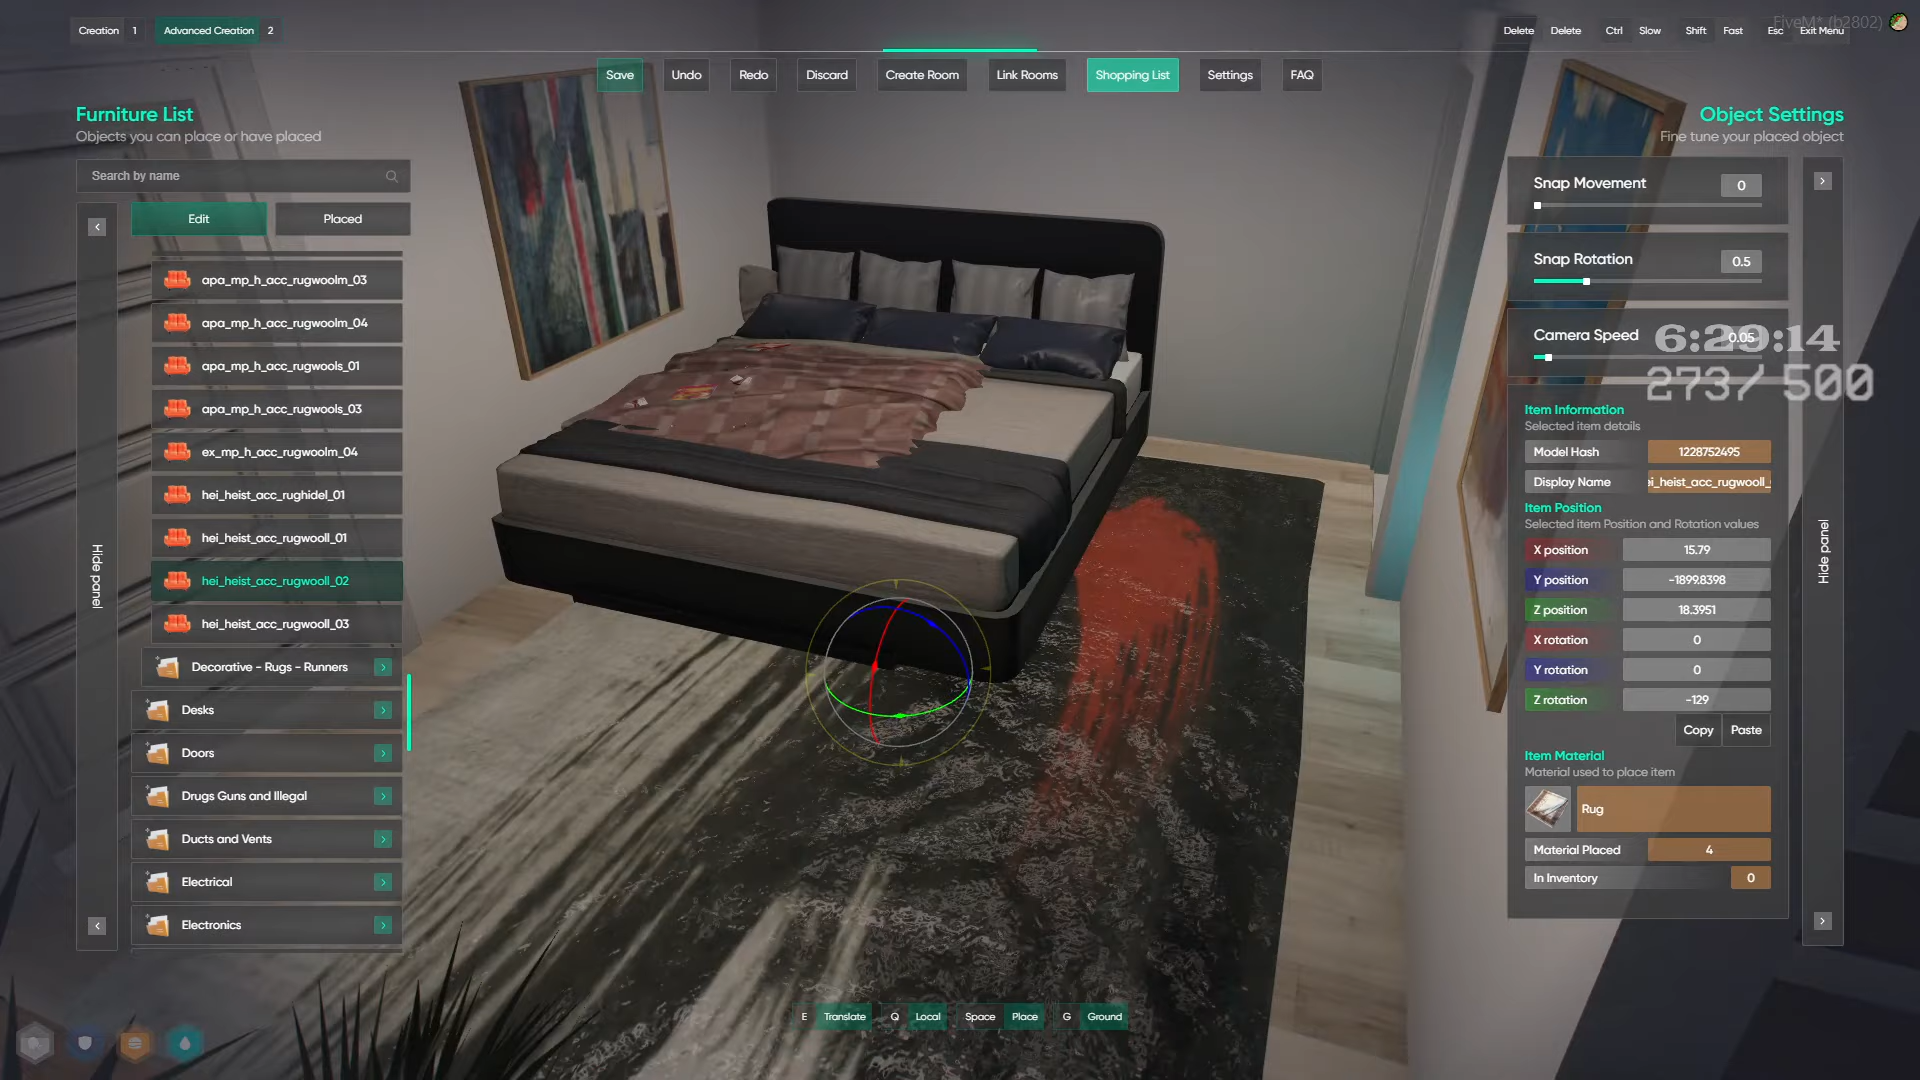 Creation 1 Advanced Creation 2
FiveM* (b2802)
Delete Delete Ctrl Slow Shift Fast Esc Exit Menu
Save Undo Redo Discard Create Room Link Rooms Shopping List Settings FAQ
Furniture List
Objects you can place or have placed
Search by name
Edit Placed
Hide panel
apa_mp_h_acc_rugwoolm_03
apa_mp_h_acc_rugwoolm_04
apa_mp_h_acc_rugwools_01
apa_mp_h_acc_rugwools_03
ex_mp_h_acc_rugwoolm_04
hei_heist_acc_rughidel_01
hei_heist_acc_rugwooll_01
hei_heist_acc_rugwooll_02
hei_heist_acc_rugwooll_03
Decorative - Rugs - Runners
Desks
Doors
Drugs Guns and Illegal
Ducts and Vents
Electrical
Electronics
E Translate Q Local Space Place G Ground
Object Settings
Fine tune your placed object
Snap Movement 0
Snap Rotation 0.5
Camera Speed 0.05
6:29:14
273/ 500
Item Information
Selected item details
Model Hash 1228752495
Display Name ei_heist_acc_rugwooll_
Item Position
Selected item Position and Rotation values
X position 15.79
Y position -1899.8398
Z position 18.3951
X rotation 0
Y rotation 0
Z rotation -129
Copy Paste
Item Material
Material used to place item
Rug
Material Placed 4
In Inventory 0
Hide panel